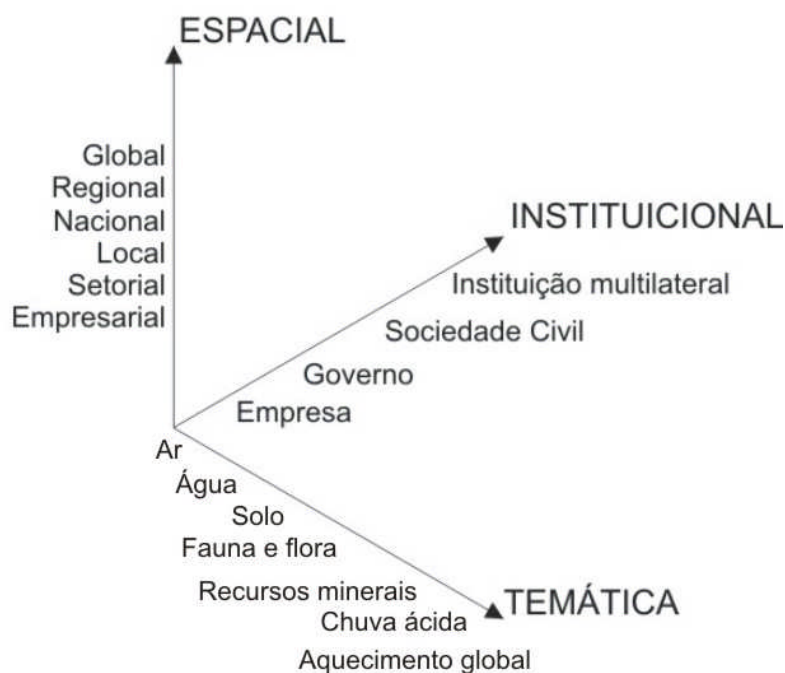 ESPACIAL
Global
Regional
Nacional
Local
Setorial
Empresarial
INSTITUICIONAL
Instituição multilateral
Sociedade Civil
Governo
Empresa
Ar
Água
Solo
Fauna e flora
Recursos minerais
TEMÁTICA
Chuva ácida
Aquecimento global